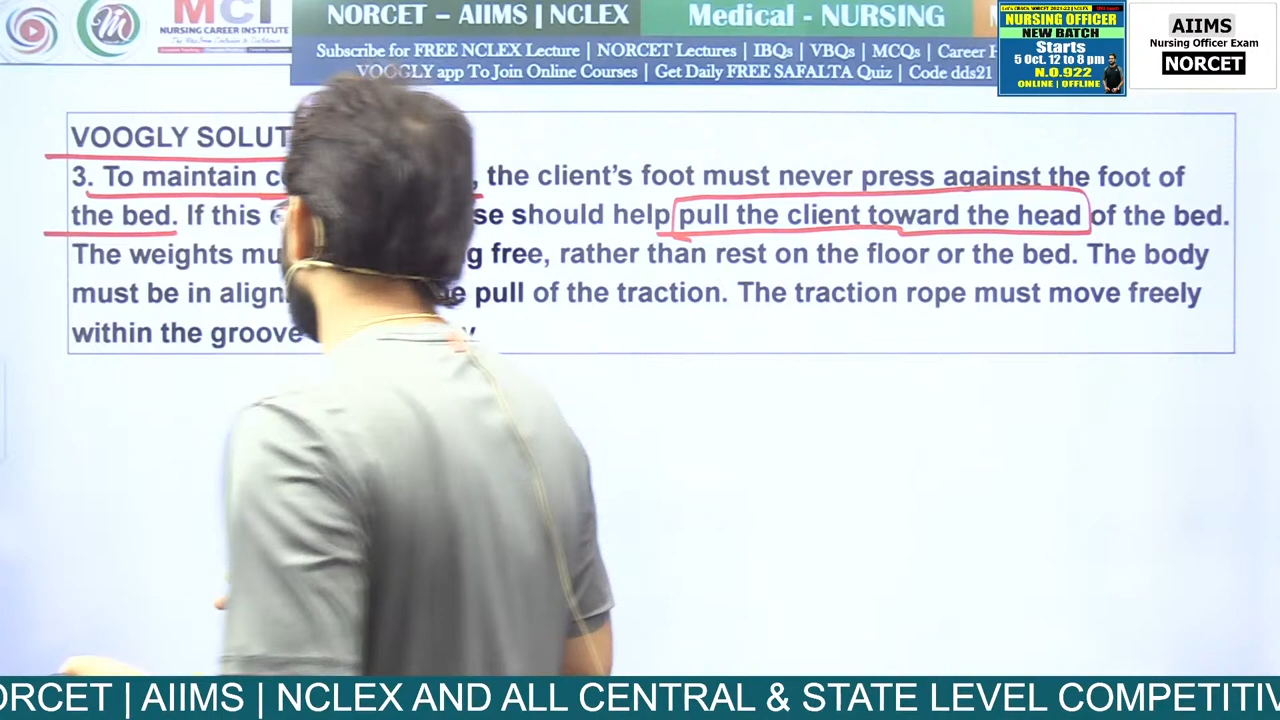 MCI
NURSING CAREER INSTITUTE
NORCET – AIIMS | NCLEX
Medical - NURSING
Subscribe for FREE NCLEX Lecture | NORCET Lectures | IBQs | VBQs | MCQs | Career
VOOGLY app To Join Online Courses | Get Daily FREE SAFALTA Quiz | Code dds21
NURSING OFFICER
NEW BATCH
Starts
5 Oct. 12 to 8 pm
N.O.922
ONLINE | OFFLINE
AIIMS
Nursing Officer Exam
NORCET
VOOGLY SOLUT
3. To maintain the client’s foot must never press against the foot of
the bed. If this se should help pull the client toward the head of the bed.
The weights mu g free, rather than rest on the floor or the bed. The body
must be in align pull of the traction. The traction rope must move freely
within the groove
ORCET | AIIMS | NCLEX AND ALL CENTRAL & STATE LEVEL COMPETITIV